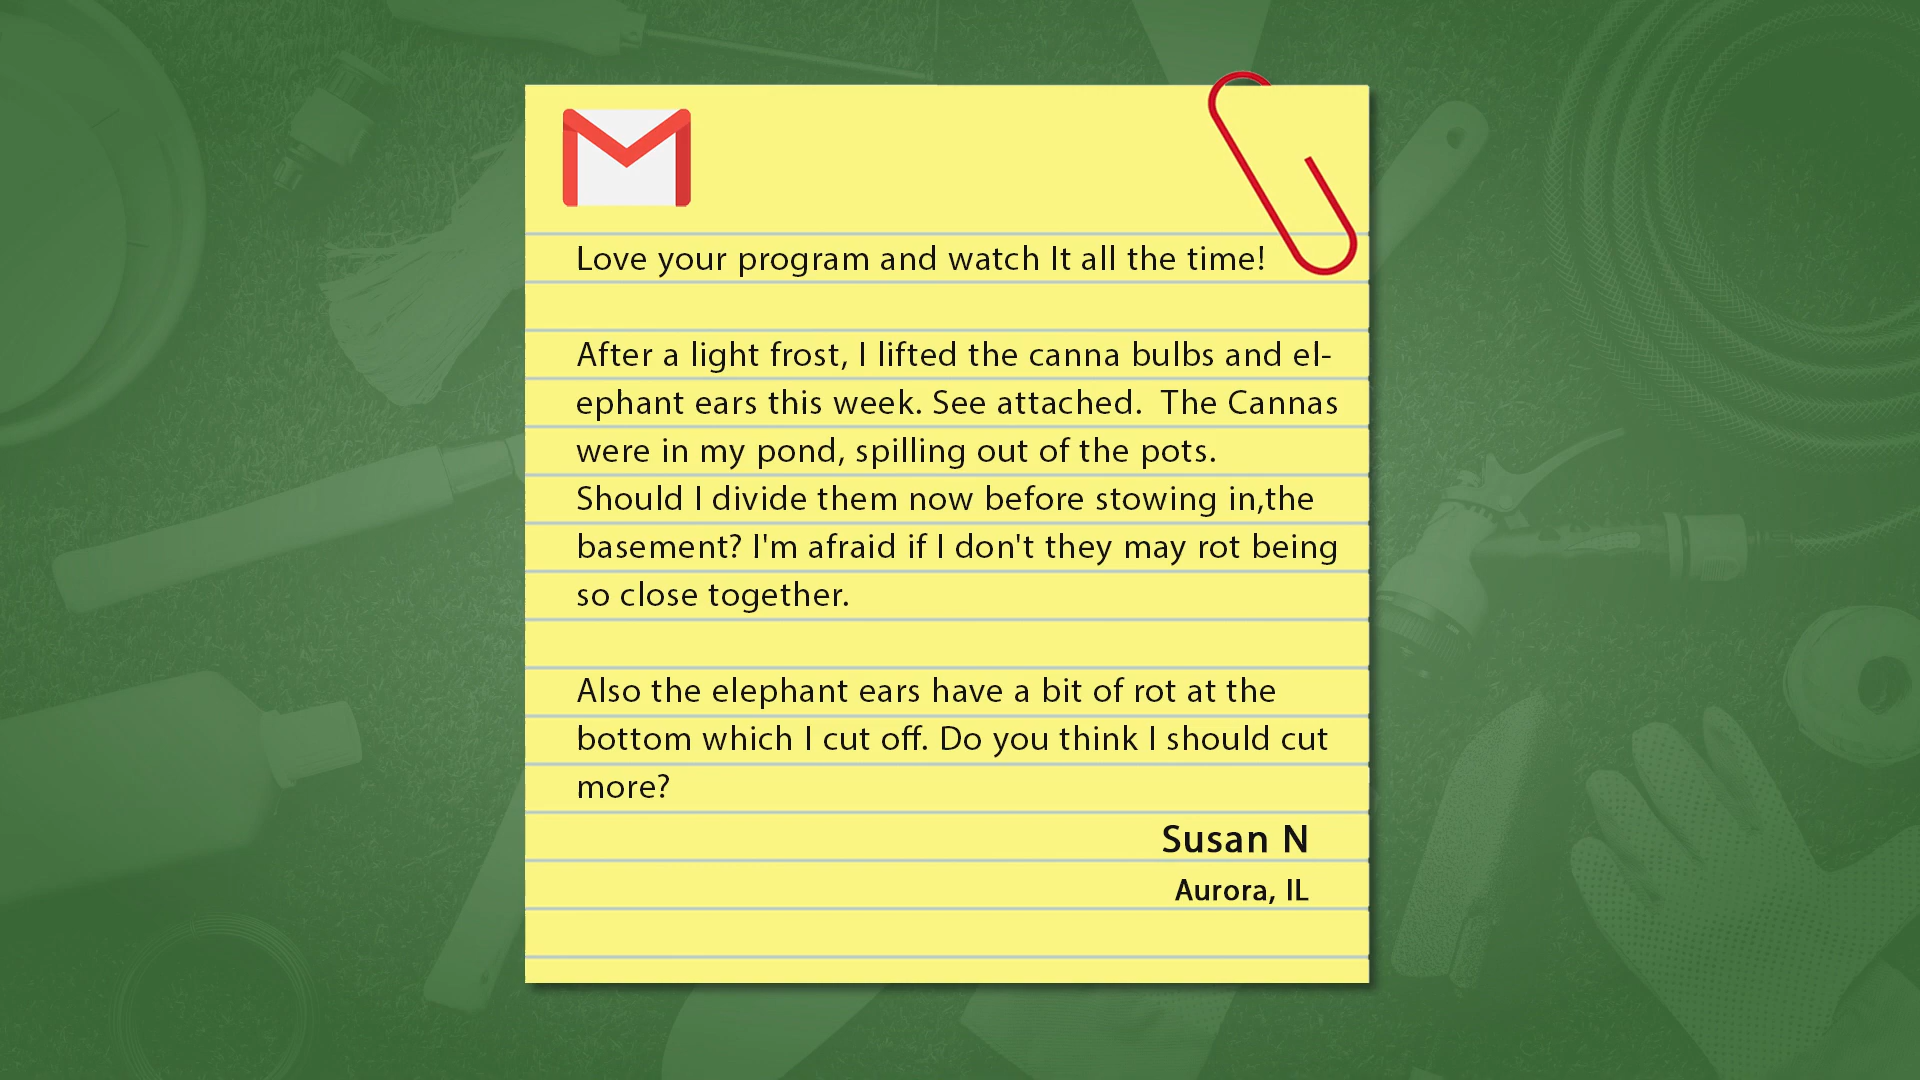 Love your program and watch It all the time!
After a light frost, I lifted the canna bulbs and el-
ephant ears this week. See attached.  The Cannas
were in my pond, spilling out of the pots.
Should I divide them now before stowing in,the
basement? I'm afraid if I don't they may rot being
so close together.
Also the elephant ears have a bit of rot at the
bottom which I cut off. Do you think I should cut
more?
Susan N
Aurora, IL